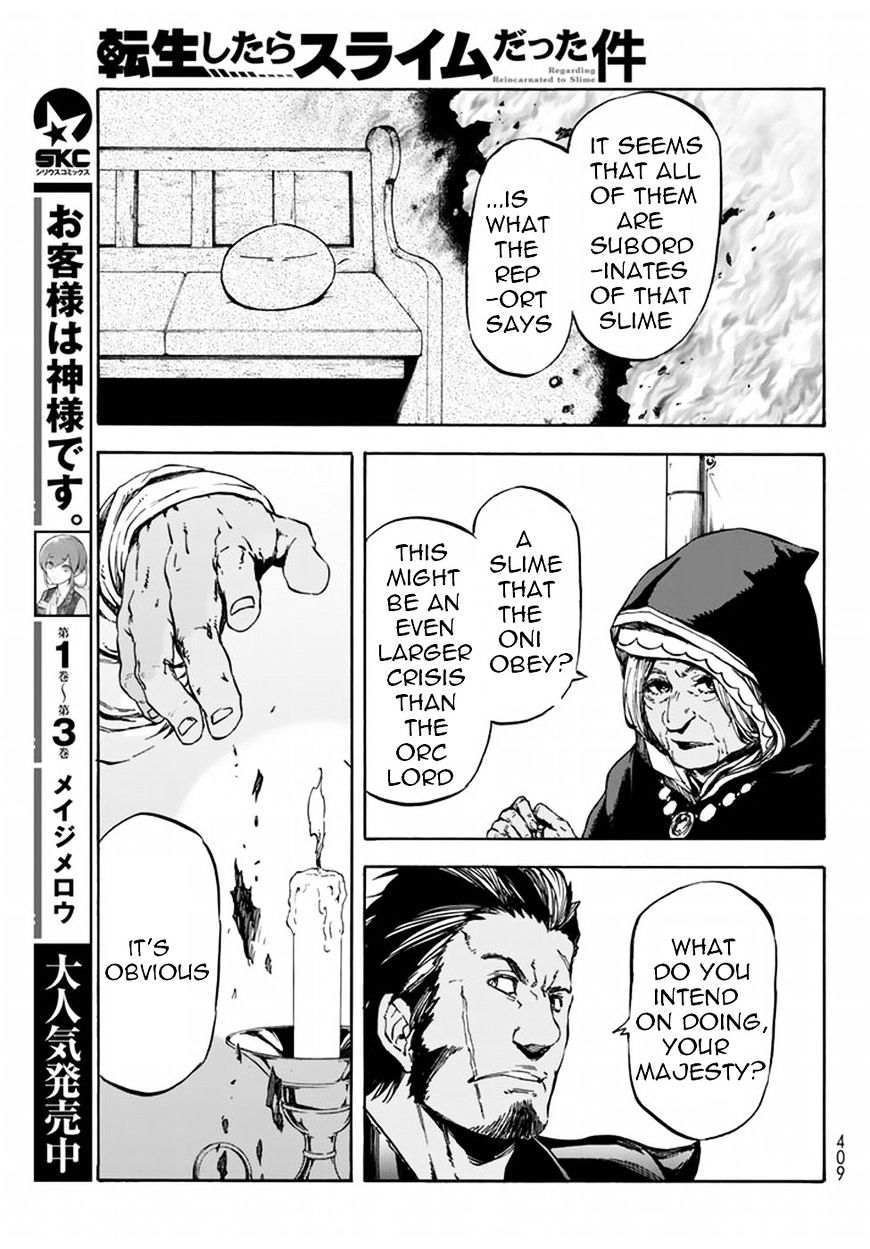 転生したらスライムだった件
Regarding
Reincarnated to Slime
SKC
シリウスコミックス
お客様は神様です。
第1巻～第3巻
メイジメロウ
大人気発売中
IT SEEMS
THAT ALL
OF THEM
ARE
SUBORD
-INATES
OF THAT
SLIME
...IS
WHAT
THE
REP
-ORT
SAYS
A
SLIME
THAT
THE
ONI
OBEY?
THIS
MIGHT
BE AN
EVEN
LARGER
CRISIS
THAN
THE
ORC
LORD
IT'S
OBVIOUS
WHAT
DO YOU
INTEND
ON DOING,
YOUR
MAJESTY?
409